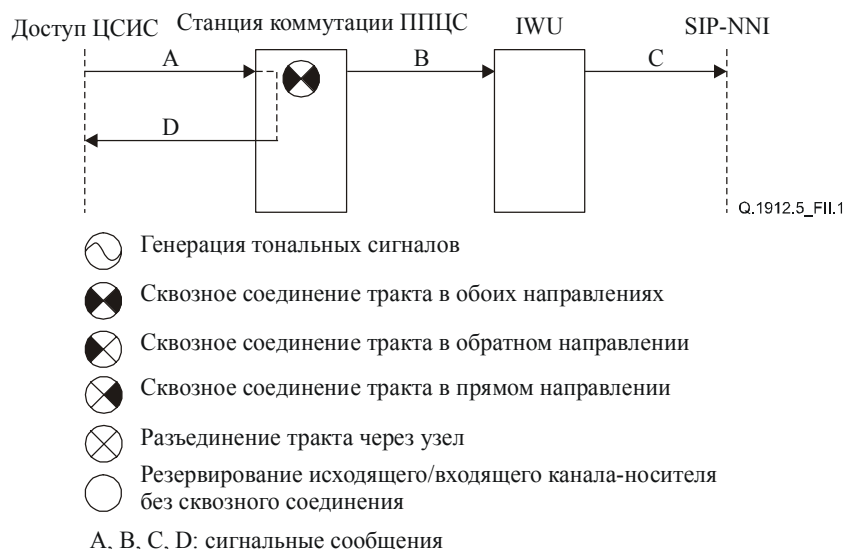 Доступ ЦСИС
Станция коммутации ППЦС
IWU
SIP-NNI
A
B
C
D
Q.1912.5_FII.1
Генерация тональных сигналов
Сквозное соединение тракта в обоих направлениях
Сквозное соединение тракта в обратном направлении
Сквозное соединение тракта в прямом направлении
Разъединение тракта через узел
Резервирование исходящего/входящего канала-носителя
без сквозного соединения
A, B, C, D: сигнальные сообщения